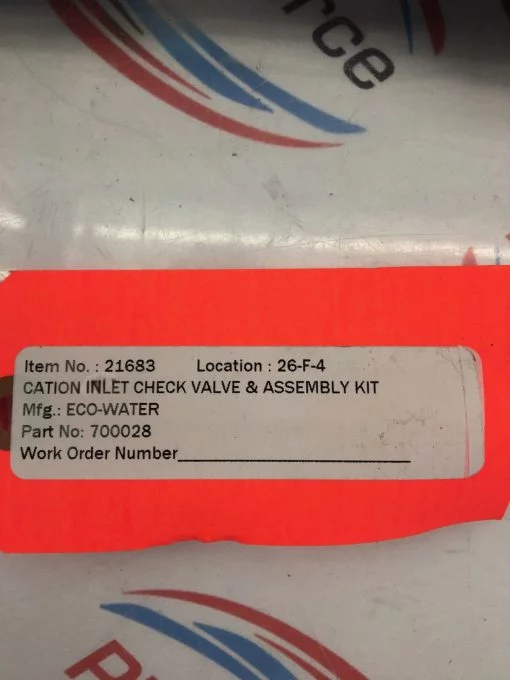 rce
Item No. : 21683 Location : 26-F-4
CATION INLET CHECK VALVE & ASSEMBLY KIT
Mfg.: ECO-WATER
Part No: 700028
Work Order Number